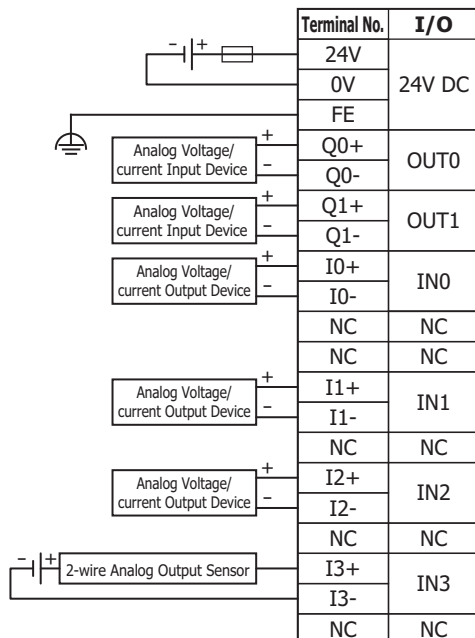 Terminal No. I/O
- + 24V
0V 24V DC
FE
Analog Voltage/
current Input Device + - Q0+ OUT0
Q0-
Analog Voltage/
current Input Device + - Q1+ OUT1
Q1-
Analog Voltage/
current Output Device + - I0+ IN0
I0-
NC NC
NC NC
Analog Voltage/
current Output Device + - I1+ IN1
I1-
NC NC
Analog Voltage/
current Output Device + - I2+ IN2
I2-
NC NC
- + 2-wire Analog Output Sensor I3+ IN3
I3-
NC NC